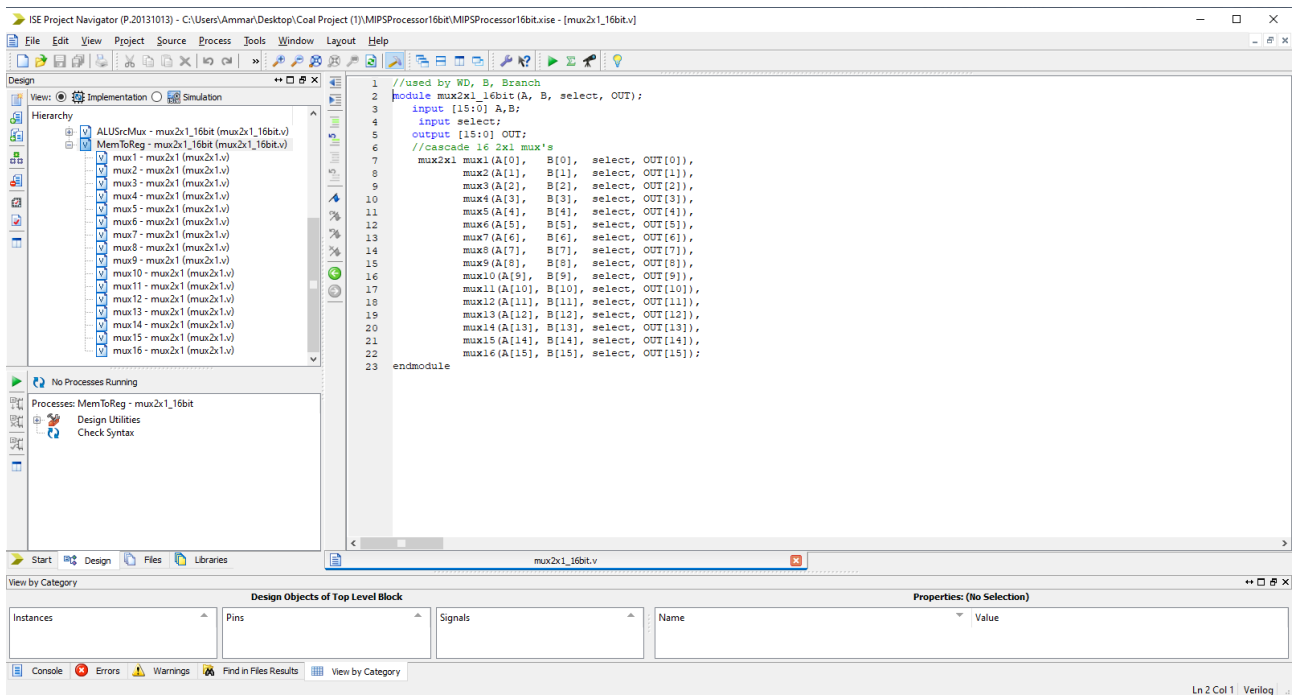 ISE Project Navigator (P.20131013) - C:\Users\Ammar\Desktop\Coal Project (1)\MIPSProcessor16bit\MIPSProcessor16bit.xise - [mux2x1_16bit.v]
File Edit View Project Source Process Tools Window Layout Help
Design
View: Implementation Simulation
Hierarchy
ALUSrcMux - mux2x1_16bit (mux2x1_16bit.v)
MemToReg - mux2x1_16bit (mux2x1_16bit.v)
mux1 - mux2x1 (mux2x1.v)
mux2 - mux2x1 (mux2x1.v)
mux3 - mux2x1 (mux2x1.v)
mux4 - mux2x1 (mux2x1.v)
mux5 - mux2x1 (mux2x1.v)
mux6 - mux2x1 (mux2x1.v)
mux7 - mux2x1 (mux2x1.v)
mux8 - mux2x1 (mux2x1.v)
mux9 - mux2x1 (mux2x1.v)
mux10 - mux2x1 (mux2x1.v)
mux11 - mux2x1 (mux2x1.v)
mux12 - mux2x1 (mux2x1.v)
mux13 - mux2x1 (mux2x1.v)
mux14 - mux2x1 (mux2x1.v)
mux15 - mux2x1 (mux2x1.v)
mux16 - mux2x1 (mux2x1.v)
No Processes Running
Processes: MemToReg - mux2x1_16bit
Design Utilities
Check Syntax
Start Design Files Libraries
1 //used by WD, B, Branch
2 module mux2x1_16bit(A, B, select, OUT);
3 input [15:0] A,B;
4 input select;
5 output [15:0] OUT;
6 //cascade 16 2x1 mux's
7 mux2x1 mux1(A[0], B[0], select, OUT[0]),
8 mux2(A[1], B[1], select, OUT[1]),
9 mux3(A[2], B[2], select, OUT[2]),
10 mux4(A[3], B[3], select, OUT[3]),
11 mux5(A[4], B[4], select, OUT[4]),
12 mux6(A[5], B[5], select, OUT[5]),
13 mux7(A[6], B[6], select, OUT[6]),
14 mux8(A[7], B[7], select, OUT[7]),
15 mux9(A[8], B[8], select, OUT[8]),
16 mux10(A[9], B[9], select, OUT[9]),
17 mux11(A[10], B[10], select, OUT[10]),
18 mux12(A[11], B[11], select, OUT[11]),
19 mux13(A[12], B[12], select, OUT[12]),
20 mux14(A[13], B[13], select, OUT[13]),
21 mux15(A[14], B[14], select, OUT[14]),
22 mux16(A[15], B[15], select, OUT[15]);
23 endmodule
mux2x1_16bit.v
View by Category
Design Objects of Top Level Block
Properties: (No Selection)
Instances Pins Signals Name Value
Console Errors Warnings Find in Files Results View by Category
Ln 2 Col 1 Verilog